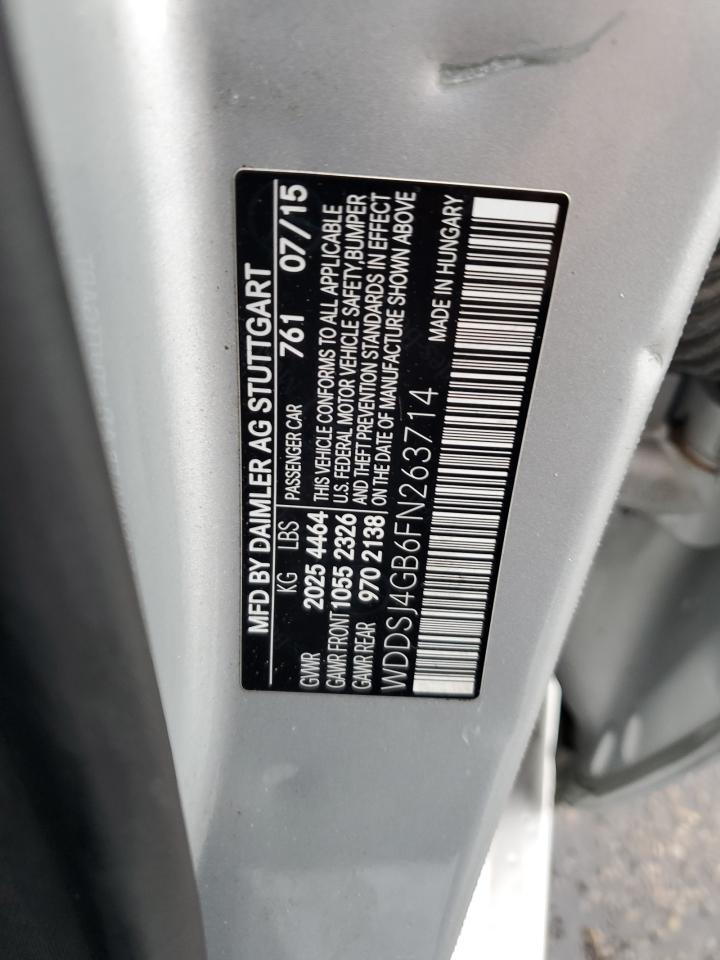 MFD BY DAIMLER AG STUTTGART
KG LBS PASSENGER CAR 761 07/15
GVWR 2025 4464 THIS VEHICLE CONFORMS TO ALL APPLICABLE
GAWR FRONT 1055 2326 U.S. FEDERAL MOTOR VEHICLE SAFETY, BUMPER
GAWR REAR 970 2138 AND THEFT PREVENTION STANDARDS IN EFFECT
ON THE DATE OF MANUFACTURE SHOWN ABOVE
WDDSJ4GB6FN263714 MADE IN HUNGARY